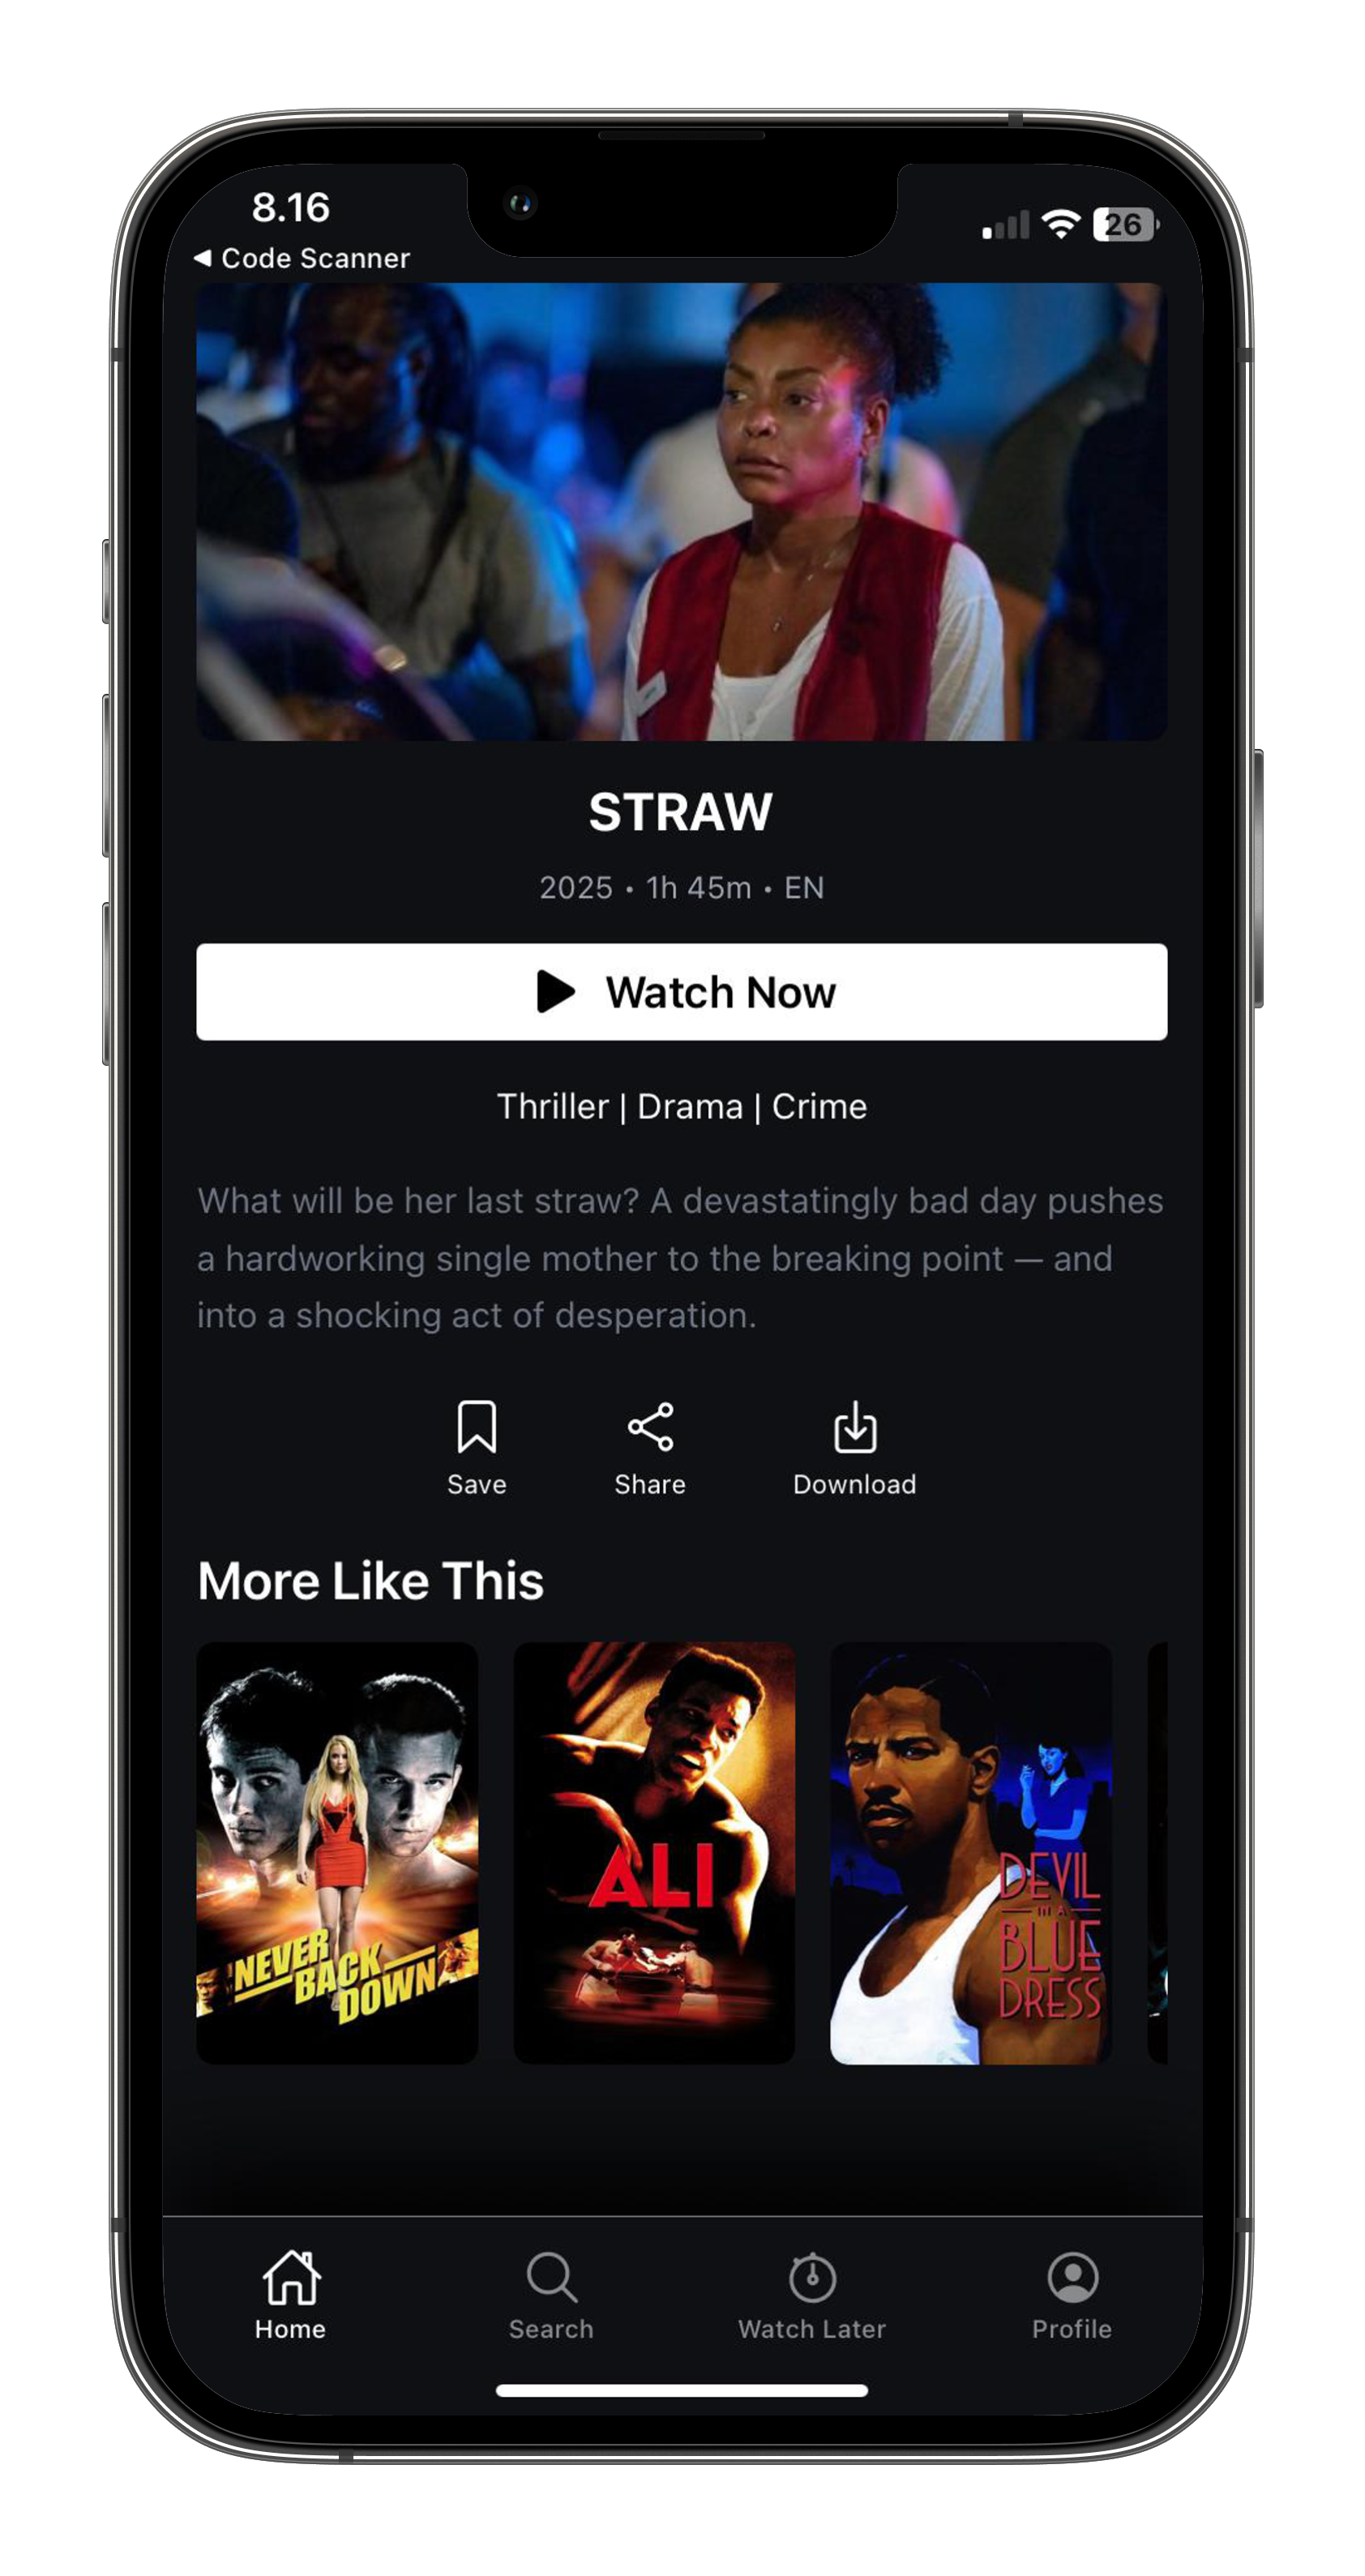 8.16
26
◀ Code Scanner
STRAW
2025 • 1h 45m • EN
Watch Now
Thriller | Drama | Crime
What will be her last straw? A devastatingly bad day pushes
a hardworking single mother to the breaking point — and
into a shocking act of desperation.
Save
Share
Download
More Like This
NEVER
BACK
DOWN
ALI
DEVIL
IN A
BLUE
DRESS
Home
Search
Watch Later
Profile